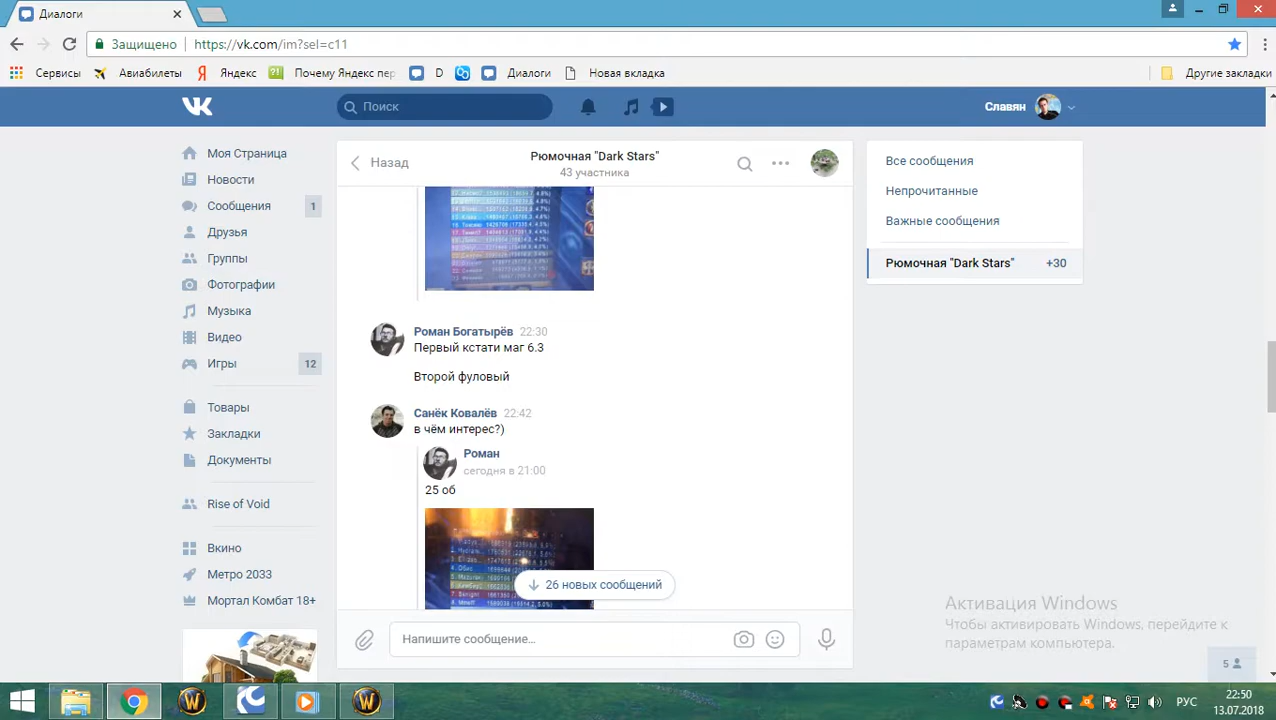 Диалоги
Защищено https://vk.com/im?sel=c11
Сервисы Авиабилеты Яндекс Почему Яндекс пер D Диалоги Новая вкладка Другие закладки
Поиск
Славян
Моя Страница
Новости
Сообщения 1
Друзья
Группы
Фотографии
Музыка
Видео
Игры 12
Товары
Закладки
Документы
Rise of Void
Вкино
Метро 2033
Мортал Комбат 18+
Назад
Рюмочная "Dark Stars"
43 участника
Роман Богатырёв 22:30
Первый кстати маг 6.3
Второй фуловый
Санёк Ковалёв 22:42
в чём интерес?)
Роман
сегодня в 21:00
25 об
26 новых сообщений
Напишите сообщение...
Все сообщения
Непрочитанные
Важные сообщения
Рюмочная "Dark Stars" +30
Активация Windows
Чтобы активировать Windows, перейдите к
параметрам компьютера.
5
РУС
22:50
13.07.2018